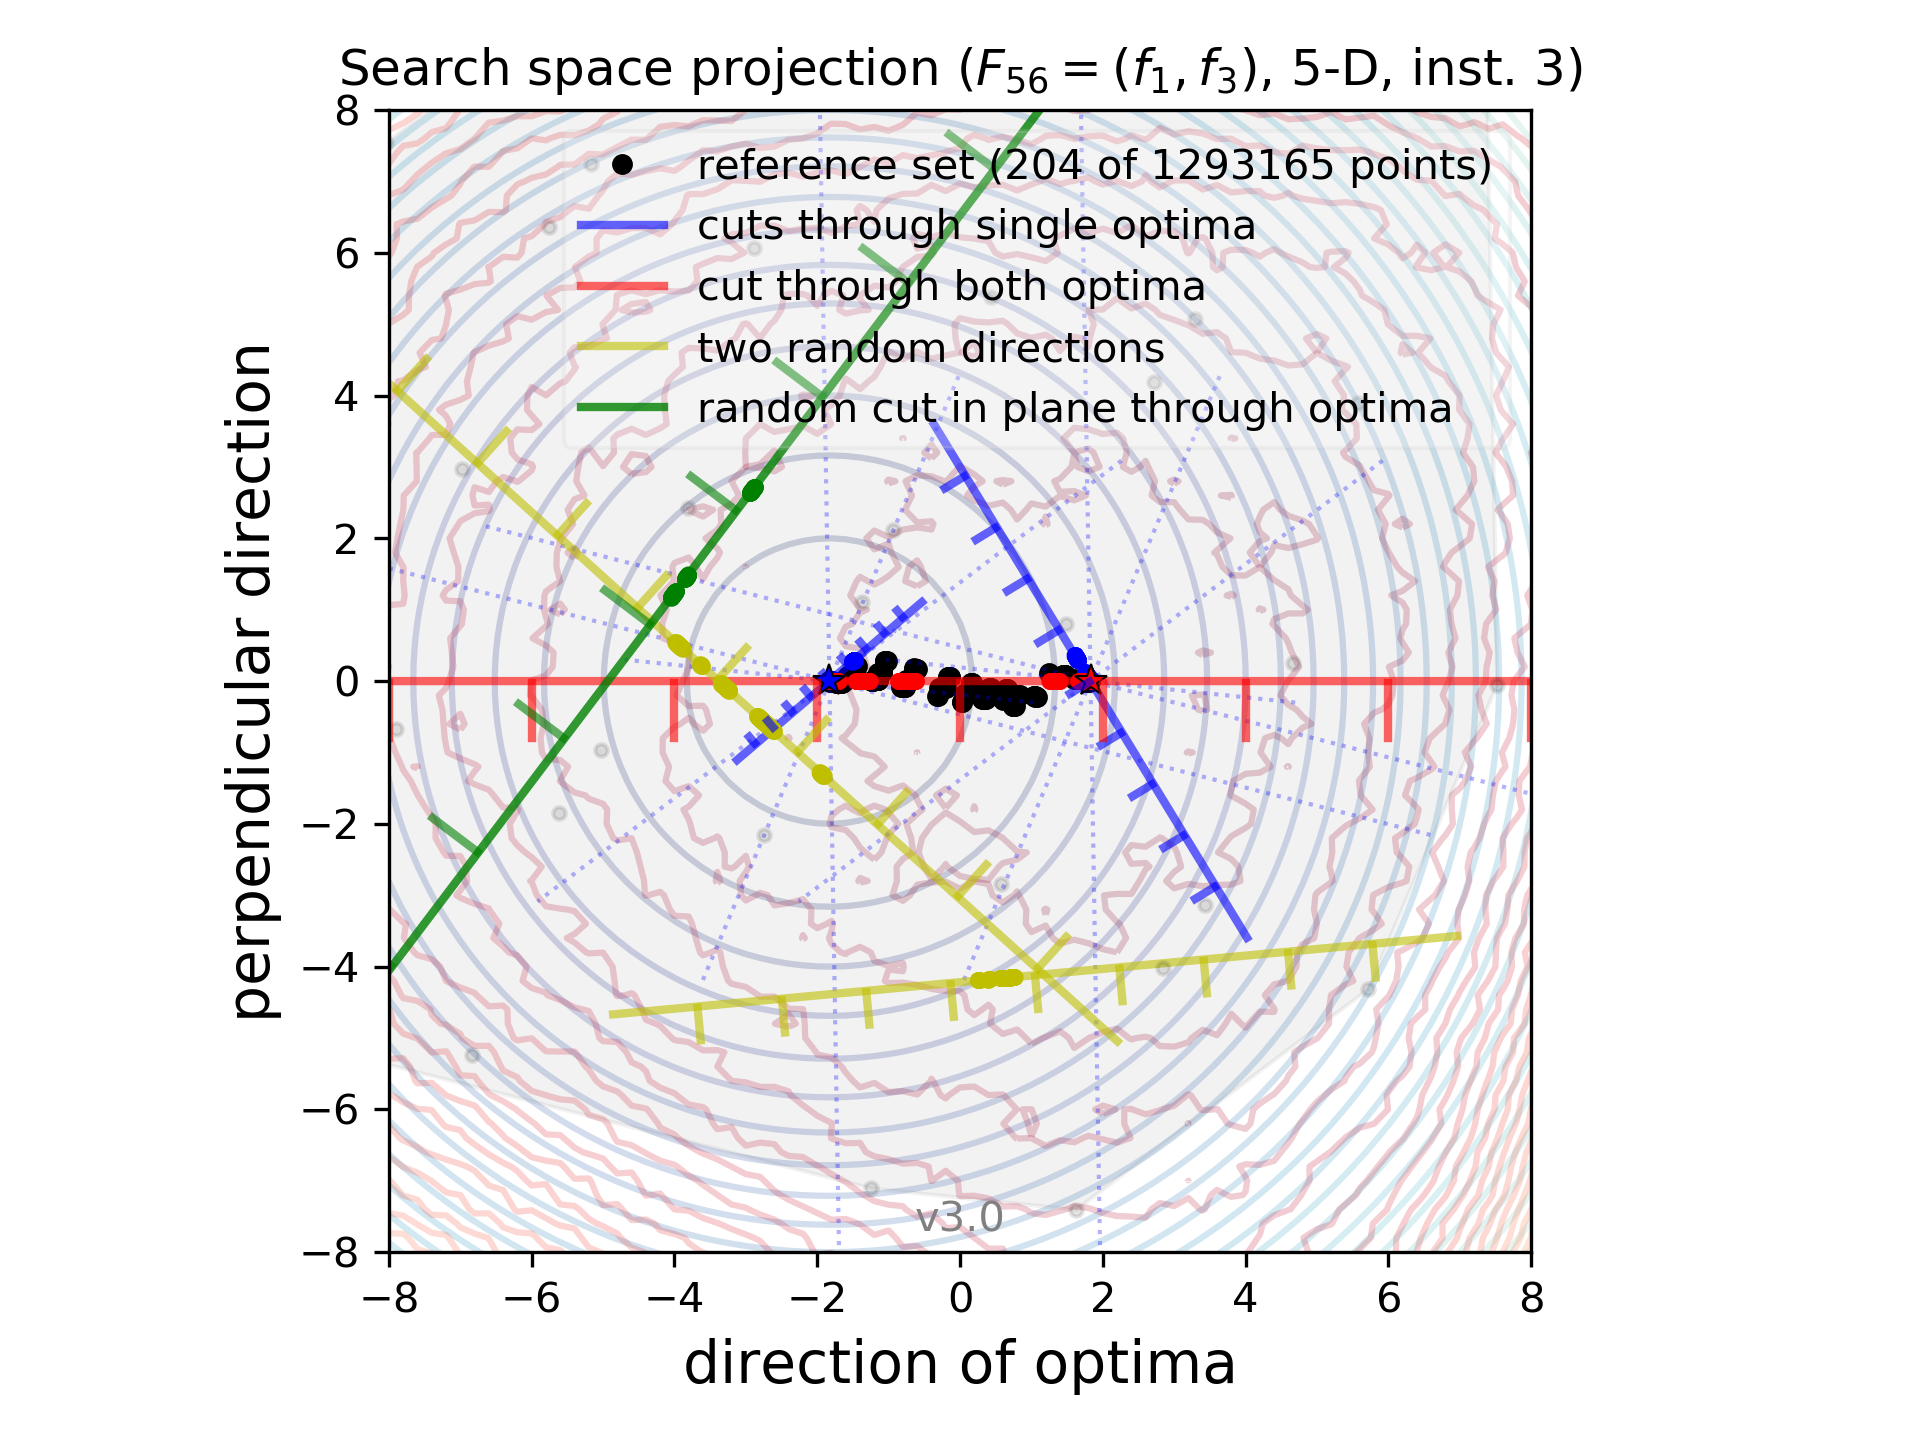 Search space projection (F₅₆ = (f₁, f₃), 5-D, inst. 3)
reference set (204 of 1293165 points)
cuts through single optima
cut through both optima
two random directions
random cut in plane through optima
8
6
4
2
0
−2
−4
−6
−8
perpendicular direction
v3.0
−8 −6 −4 −2 0 2 4 6 8
direction of optima